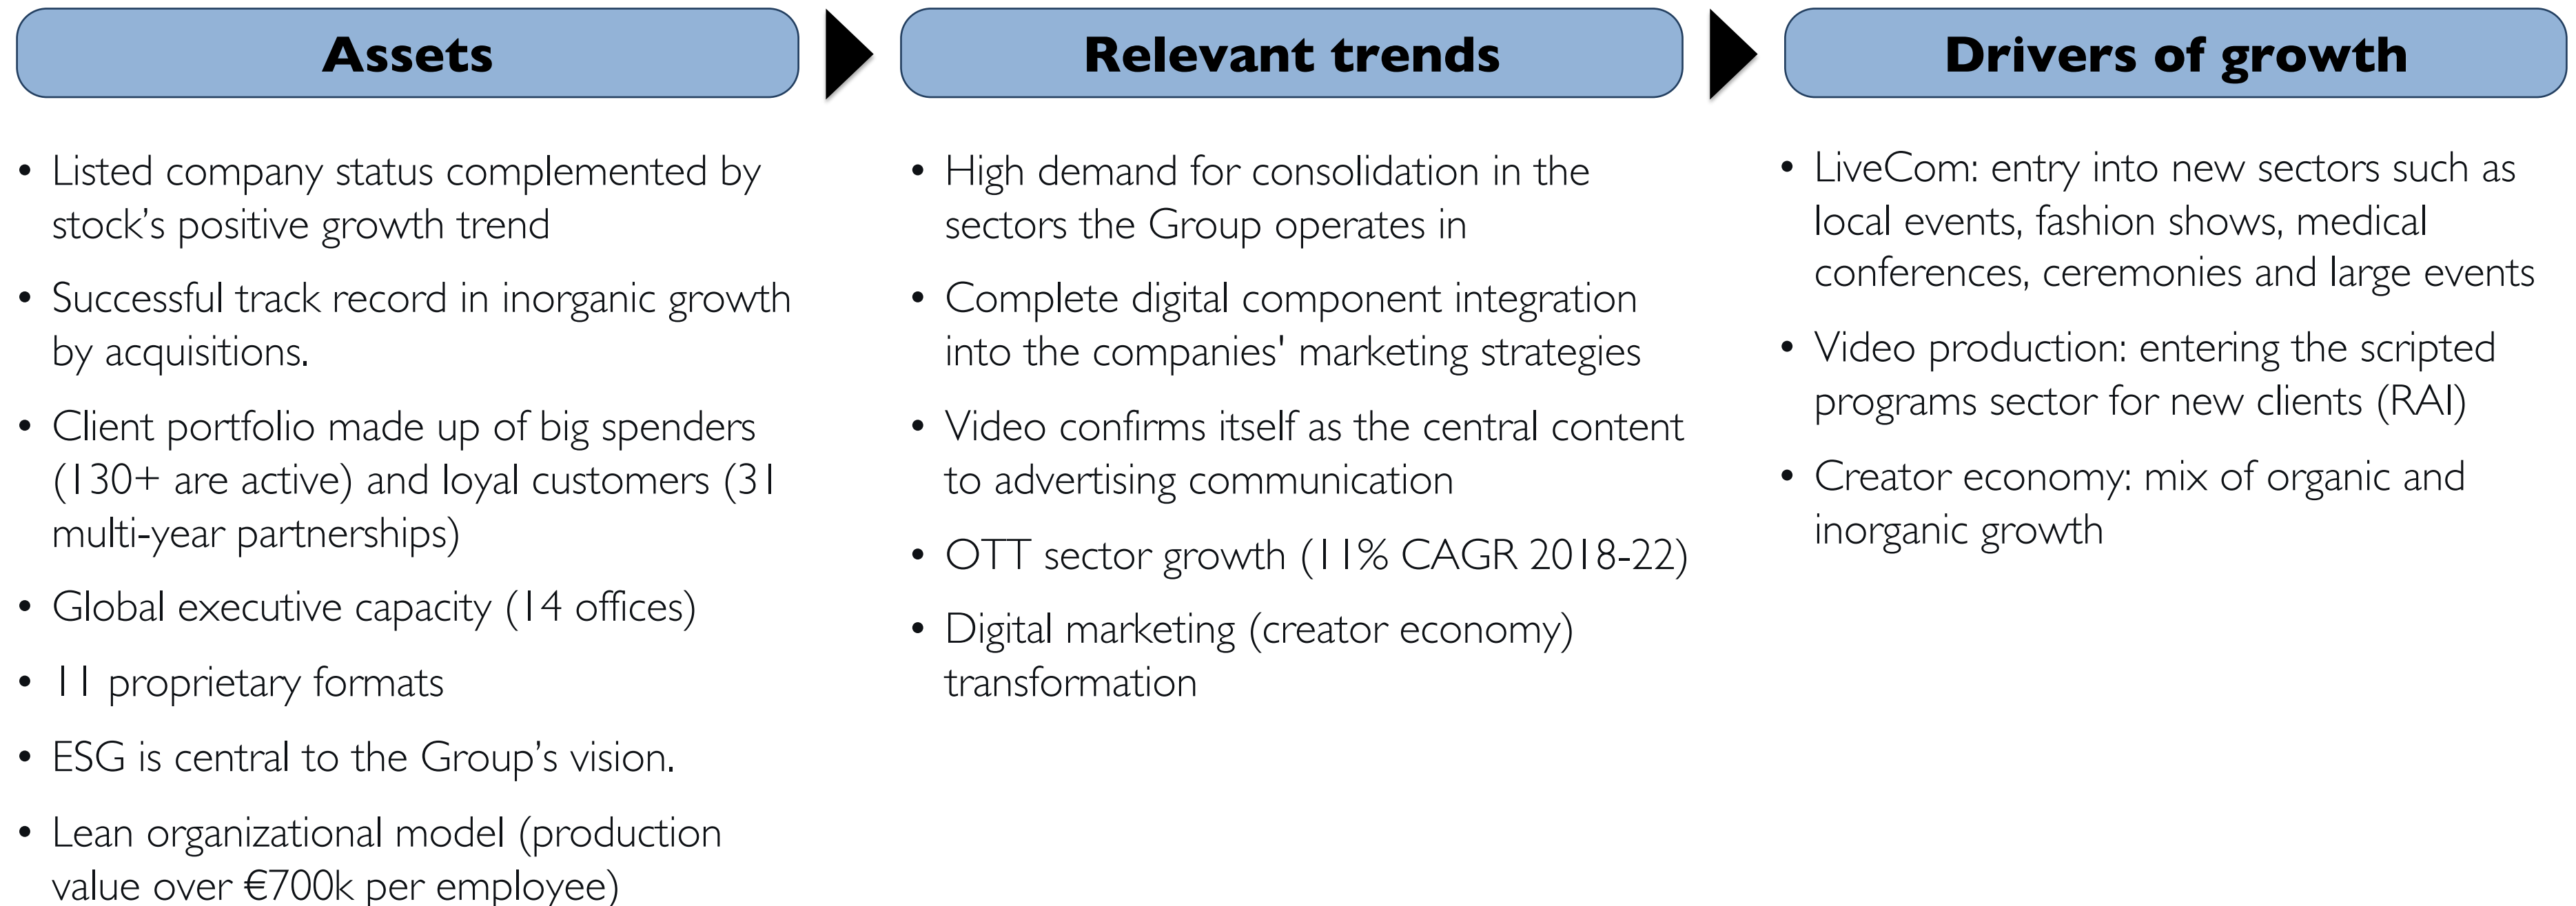 Assets
• Listed company status complemented by
stock’s positive growth trend
• Successful track record in inorganic growth
by acquisitions.
• Client portfolio made up of big spenders
(130+ are active) and loyal customers (31
multi-year partnerships)
• Global executive capacity (14 offices)
• 11 proprietary formats
• ESG is central to the Group’s vision.
• Lean organizational model (production
value over €700k per employee)
Relevant trends
• High demand for consolidation in the
sectors the Group operates in
• Complete digital component integration
into the companies' marketing strategies
• Video confirms itself as the central content
to advertising communication
• OTT sector growth (11% CAGR 2018-22)
• Digital marketing (creator economy)
transformation
Drivers of growth
• LiveCom: entry into new sectors such as
local events, fashion shows, medical
conferences, ceremonies and large events
• Video production: entering the scripted
programs sector for new clients (RAI)
• Creator economy: mix of organic and
inorganic growth